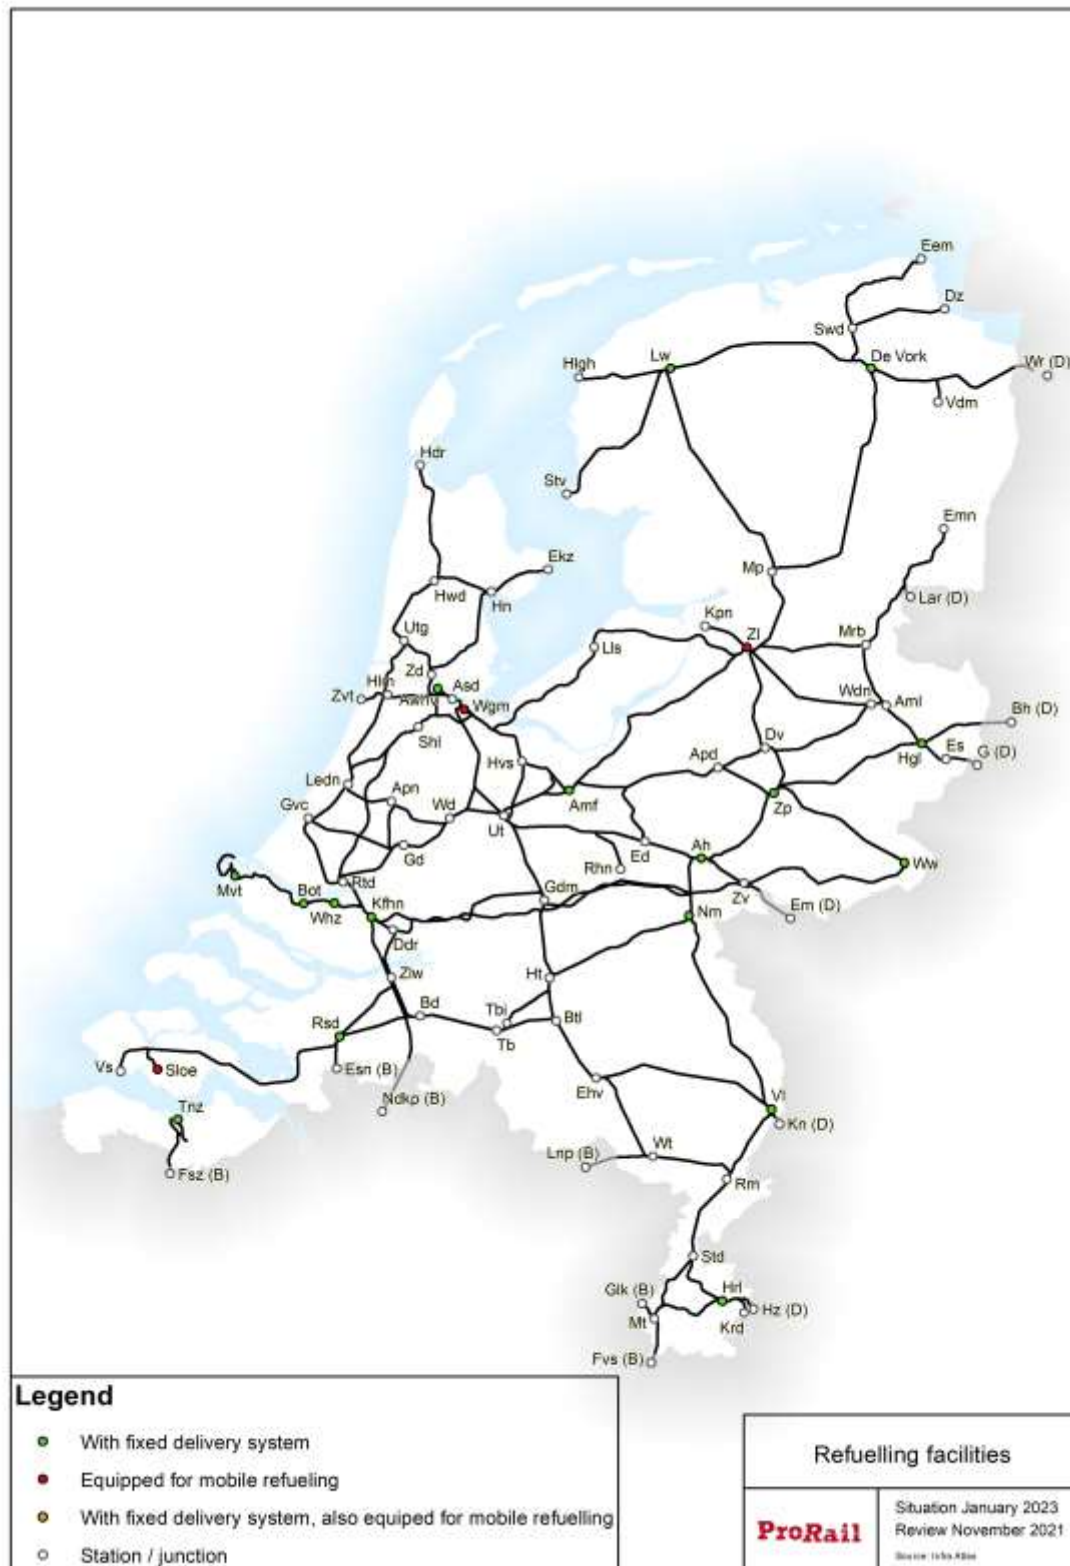 Eem
Dz
Swd
Lw
De Vork
Hlgh
Wr (D)
Vdm
Hdr
Stv
Emn
Ekz
Mp
Hwd
Hn
Lar (D)
Kpn
Utg
Zl
Mrb
Lls
Zd
Hlm
Asd
Zvt
Awhv
Wgm
Wdn
Aml
Bh (D)
Shl
Dv
Es
G (D)
Hvs
Apd
Hgl
Ledn
Apn
Gvc
Wd
Amf
Zp
Ut
Gd
Ed
Ah
Ww
Rhn
Mvt
Rtd
Bot
Gdm
Zv
Whz
Kfhn
Em (D)
Nm
Ddr
Zlw
Ht
Bd
Tbi
Btl
Rsd
Tb
Vs
Sloe
Esn (B)
Ehv
Ndkp (B)
Tnz
Vl
Kn (D)
Lnp (B)
Wt
Fsz (B)
Rm
Std
Glk (B)
Hrl
Hz (D)
Mt
Krd
Fvs (B)
Legend
With fixed delivery system
Equipped for mobile refueling
With fixed delivery system, also equiped for mobile refuelling
Station / junction
Refuelling facilities
ProRail
Situation January 2023
Review November 2021
Source: Infra Atlas